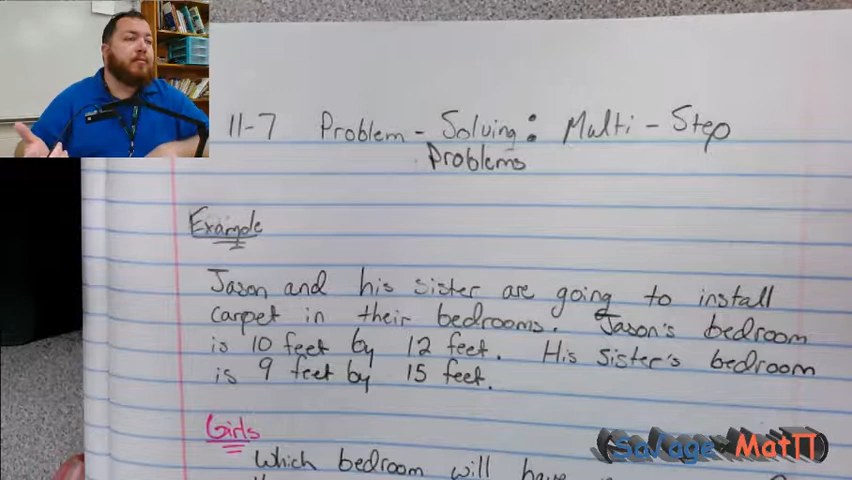 11-7 Problem - Solving: Multi - Step
Problems
Example
Jason and his sister are going to install
carpet in their bedrooms. Jason's bedroom
is 10 feet by 12 feet. His sister's bedroom
is 9 feet by 15 feet.
Girls
Which bedroom will have
Savage Math